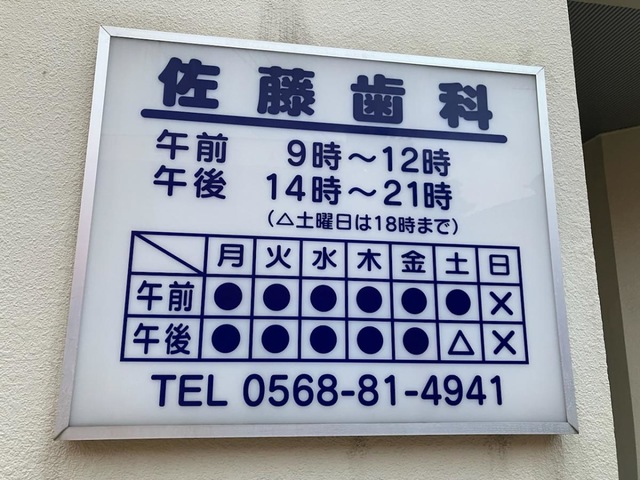 佐藤歯科
午前 9時～12時
午後 14時～21時
(△土曜日は18時まで)
月 火 水 木 金 土 日
午前 ● ● ● ● ● ● ×
午後 ● ● ● ● ● △ ×
TEL 0568-81-4941